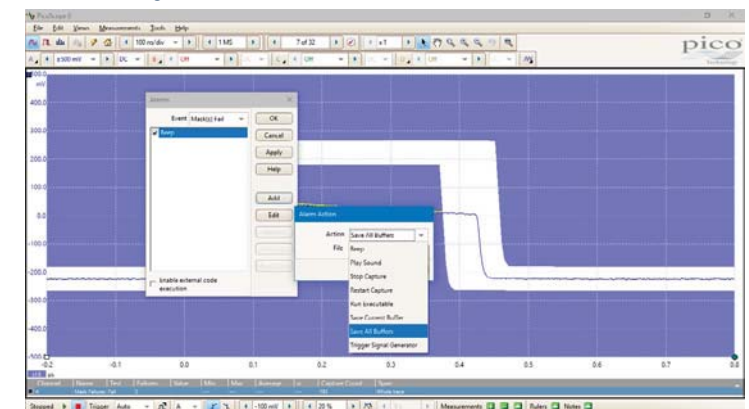 PicoScope 6
File Edit Views Measurements Tools Help
100 ns/div x1 1 MS 7 of 32 x 1
pico
Technology
A ±500 mV DC B Off C Off D Off
500.0
mV
400.0
300.0
200.0
100.0
0.0
-100.0
-200.0
-300.0
-400.0
-500.0
Alarms
Event Mask(s) Fail OK
Beep Cancel
Apply
Help
Add
Edit
Enable external code
execution
Alarm Action
Action Save All Buffers
File Beep
Play Sound
Stop Capture
Restart Capture
Run Executable
Save Current Buffer
Save All Buffers
Trigger Signal Generator
-0.2 -0.1 0.0 0.1 0.2 0.3 0.4 0.5 0.6 0.7 0.8
Channel Name Test Failures Value Min Max Average σ Capture Count Span
A Mask Failures Fail Whole trace
Stopped Trigger Auto A -100 mV 20 % Measurements Rulers Notes